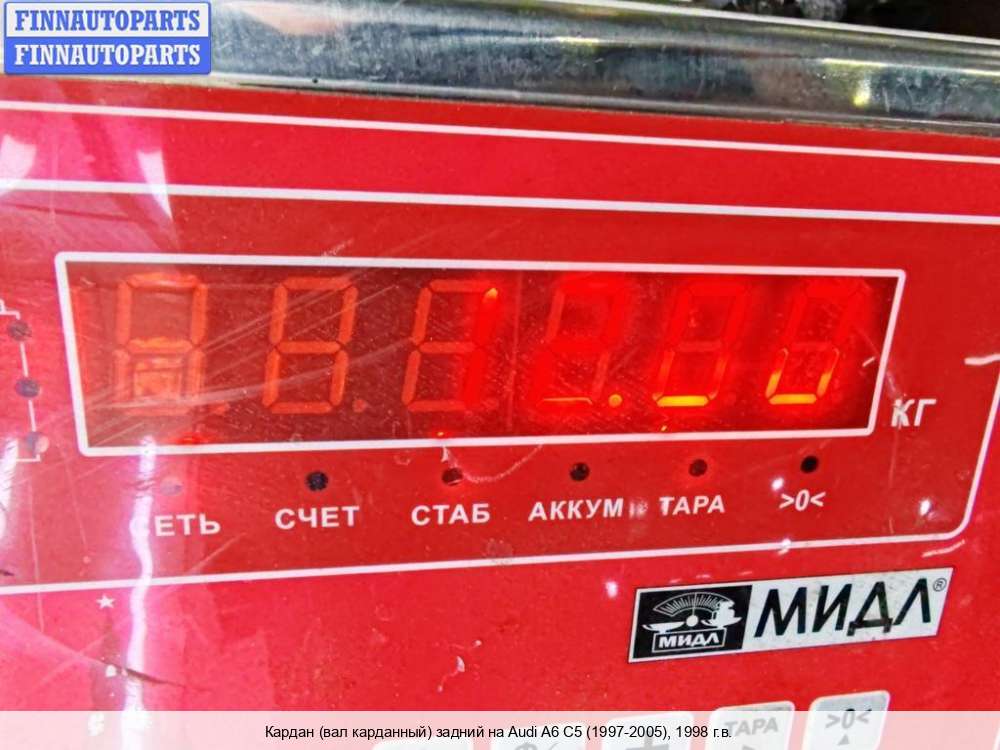 FINNAUTOPARTS
FINNAUTOPARTS
КГ
СЕТЬ СЧЕТ СТАБ АККУМ ТАРА >0<
МИДЛ МИДЛ®
ТАРА >0<
Кардан (вал карданный) задний на Audi A6 C5 (1997-2005), 1998 г.в.